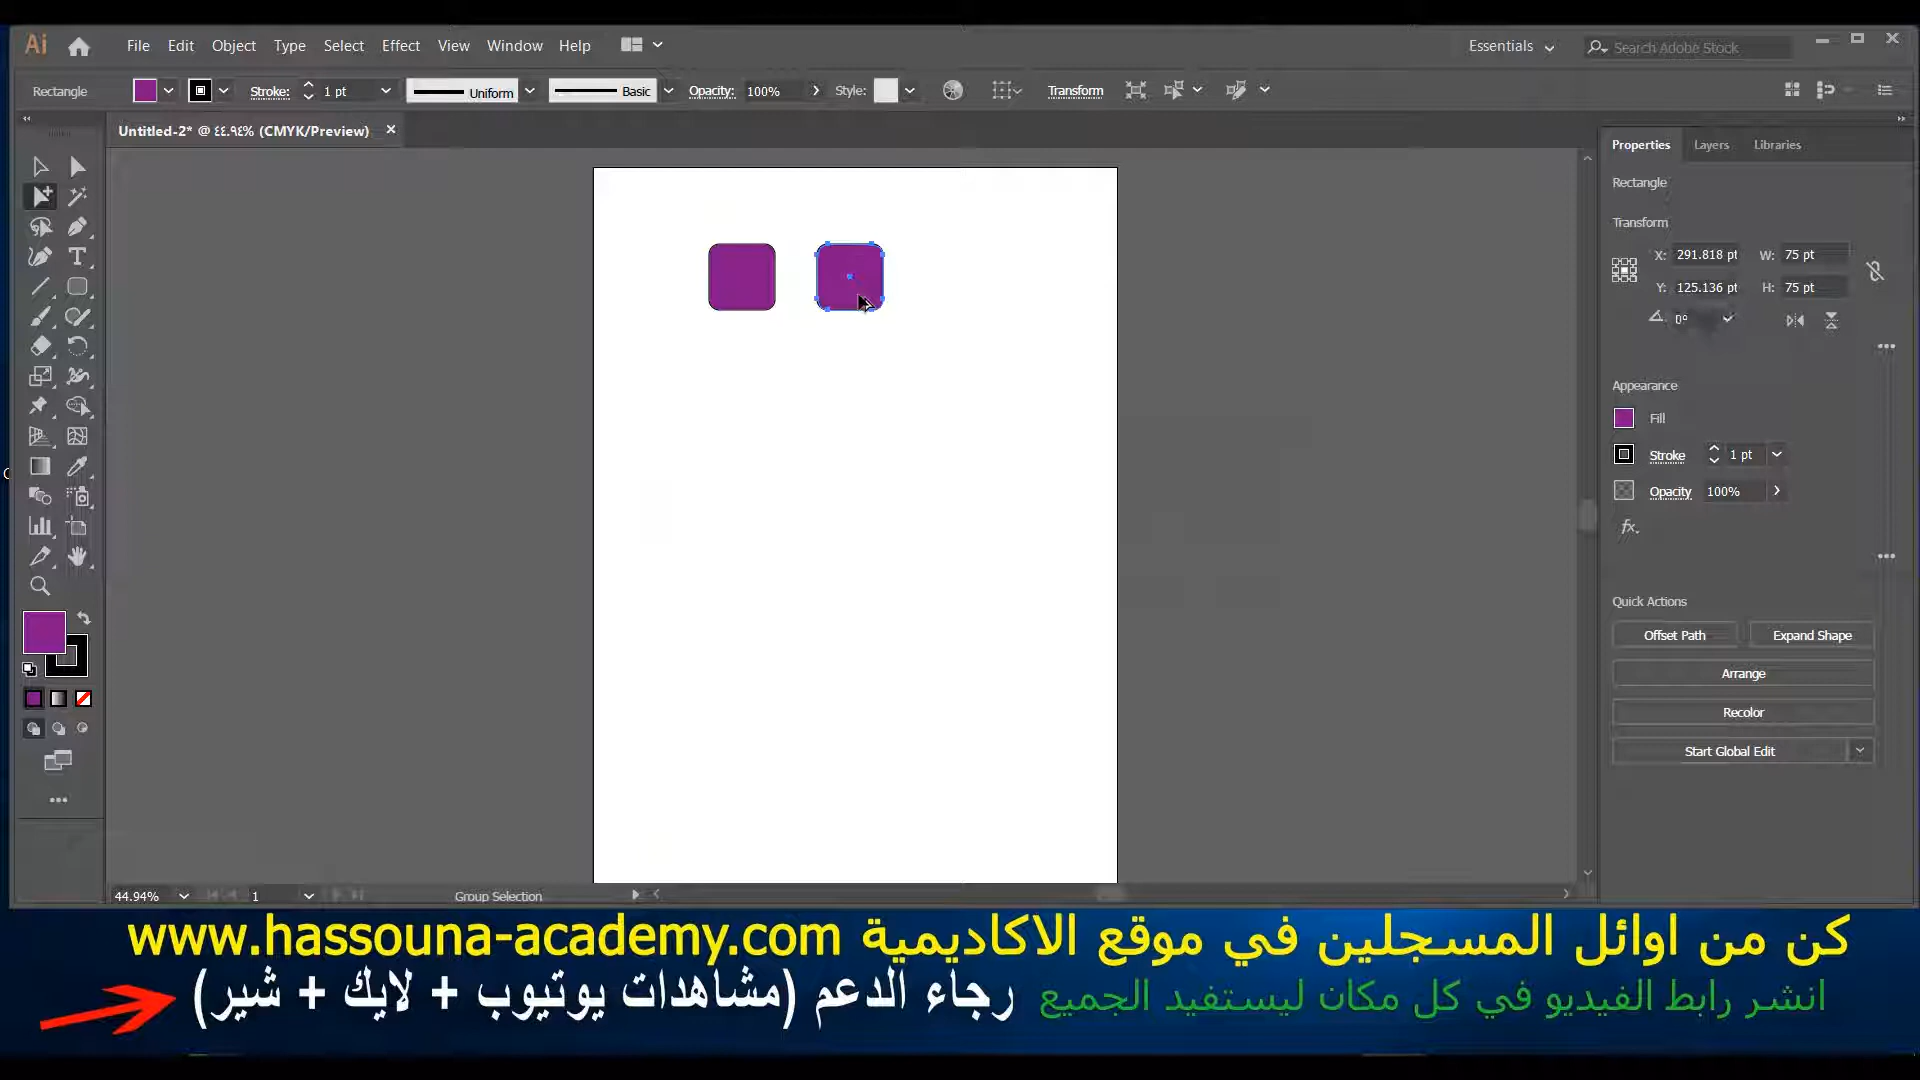 Ai File Edit Object Type Select Effect View Window Help Essentials Search Adobe Stock
Rectangle Stroke: 1 pt Uniform Basic Opacity: 100% Style: Transform
Untitled-2* @ ٤٤.٩٤% (CMYK/Preview)
Properties Layers Libraries
Rectangle
Transform
X: 291.818 pt W: 75 pt
Y: 125.136 pt H: 75 pt
0°
Appearance
Fill
Stroke 1 pt
Opacity 100%
fx.
Quick Actions
Offset Path Expand Shape
Arrange
Recolor
Start Global Edit
44.94% 1 Group Selection
كن من اوائل المسجلين في موقع الاكاديمية www.hassouna-academy.com
رجاء الدعم (مشاهدات يوتيوب + لايك + شير)
انشر رابط الفيديو في كل مكان ليستفيد الجميع